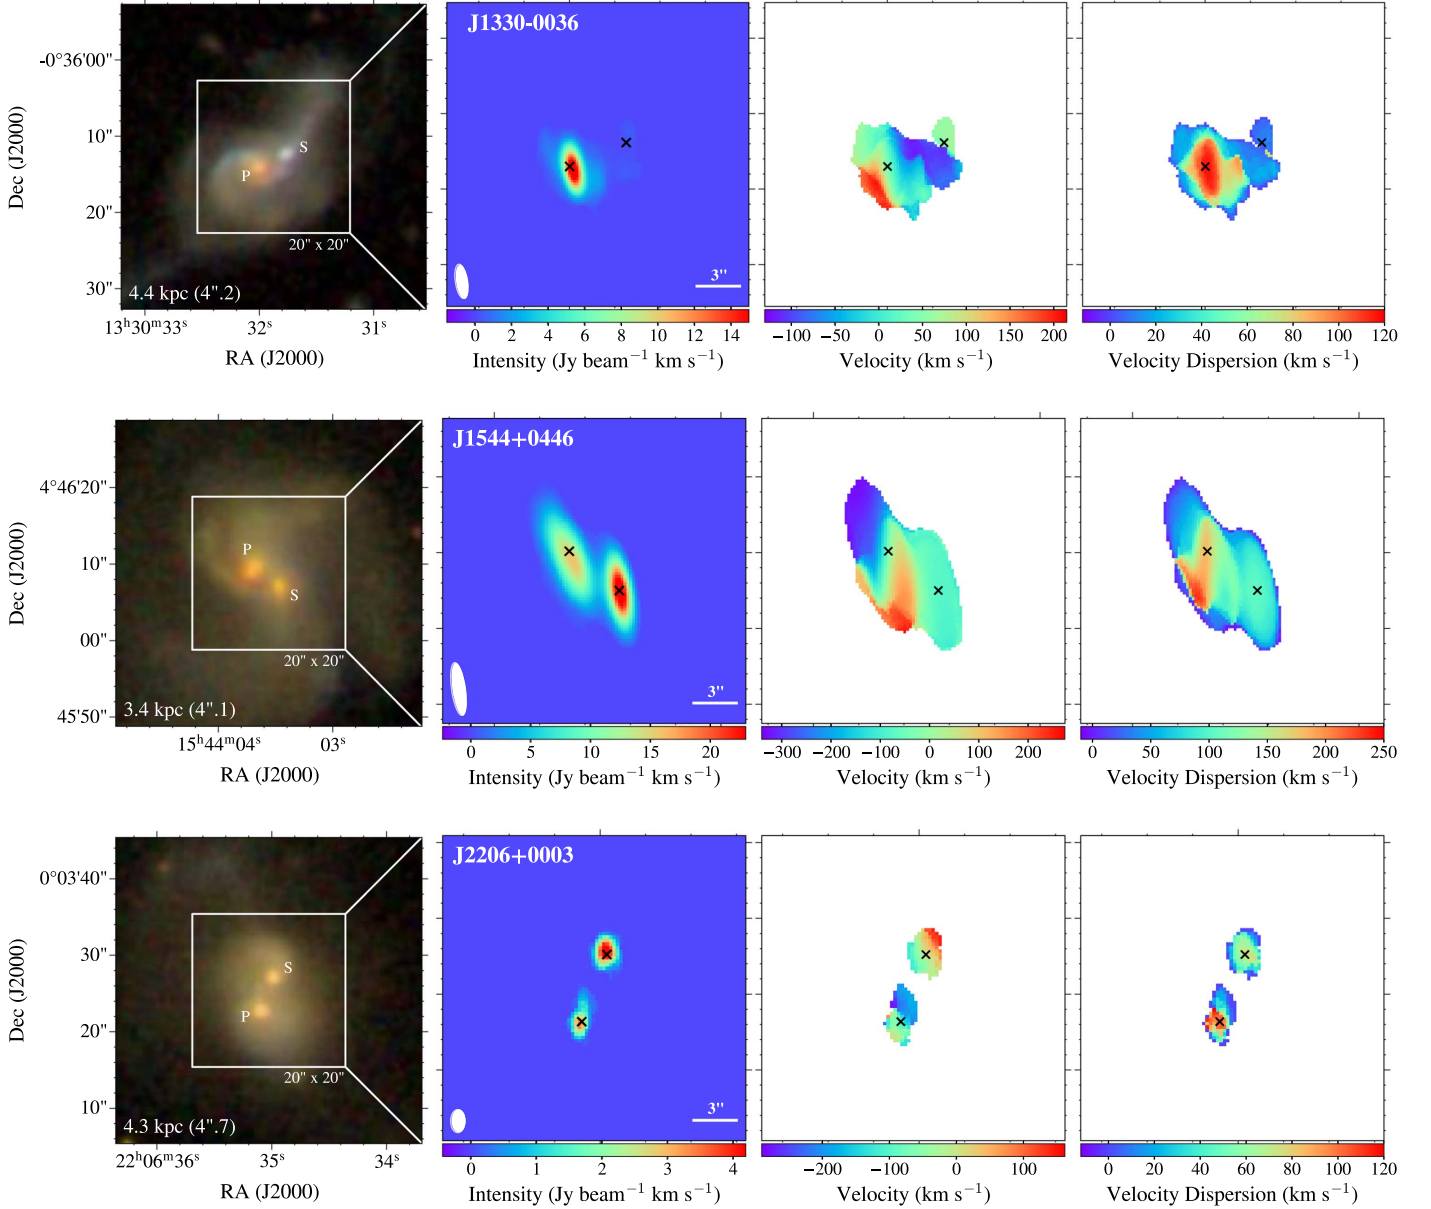 J1330-0036
-0°36'00"
10"
20"
30"
Dec (J2000)
P
S
20" x 20"
4.4 kpc (4".2)
3"
13ʰ30ᵐ33ˢ
32ˢ
31ˢ
RA (J2000)
0 2 4 6 8 10 12 14
Intensity (Jy beam⁻¹ km s⁻¹)
−100 −50 0 50 100 150 200
Velocity (km s⁻¹)
0 20 40 60 80 100 120
Velocity Dispersion (km s⁻¹)
J1544+0446
4°46'20"
10"
00"
45'50"
Dec (J2000)
P
S
20" x 20"
3.4 kpc (4".1)
3"
15ʰ44ᵐ04ˢ
03ˢ
RA (J2000)
0 5 10 15 20
Intensity (Jy beam⁻¹ km s⁻¹)
−300 −200 −100 0 100 200
Velocity (km s⁻¹)
0 50 100 150 200 250
Velocity Dispersion (km s⁻¹)
J2206+0003
0°03'40"
30"
20"
10"
Dec (J2000)
S
P
20" x 20"
4.3 kpc (4".7)
3"
22ʰ06ᵐ36ˢ
35ˢ
34ˢ
RA (J2000)
0 1 2 3 4
Intensity (Jy beam⁻¹ km s⁻¹)
−200 −100 0 100
Velocity (km s⁻¹)
0 20 40 60 80 100 120
Velocity Dispersion (km s⁻¹)